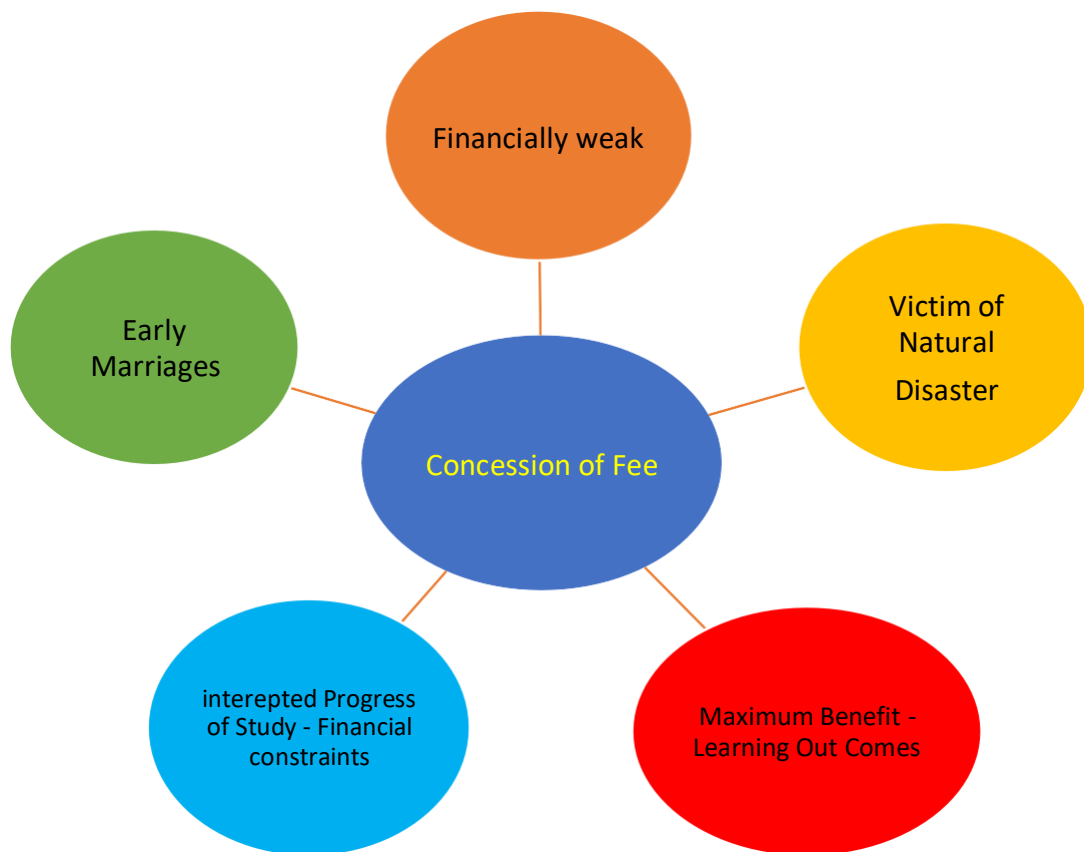 Financially weak
Early
Marriages
Victim of
Natural
Disaster
Concession of Fee
interepted Progress
of Study - Financial
constraints
Maximum Benefit -
Learning Out Comes